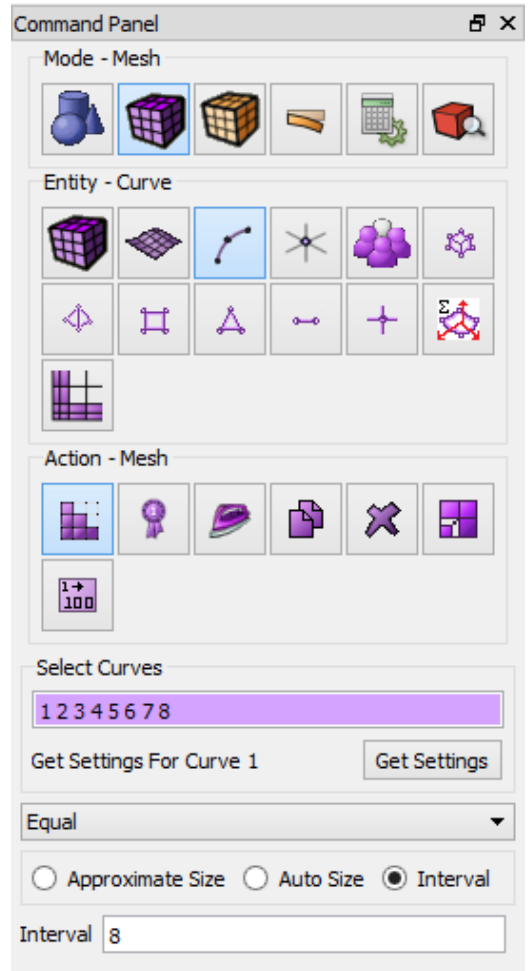 Command Panel
Mode - Mesh
Entity - Curve
Σ
Action - Mesh
1
1→
100
Select Curves
1 2 3 4 5 6 7 8
Get Settings For Curve 1 Get Settings
Equal
Approximate Size Auto Size Interval
Interval 8